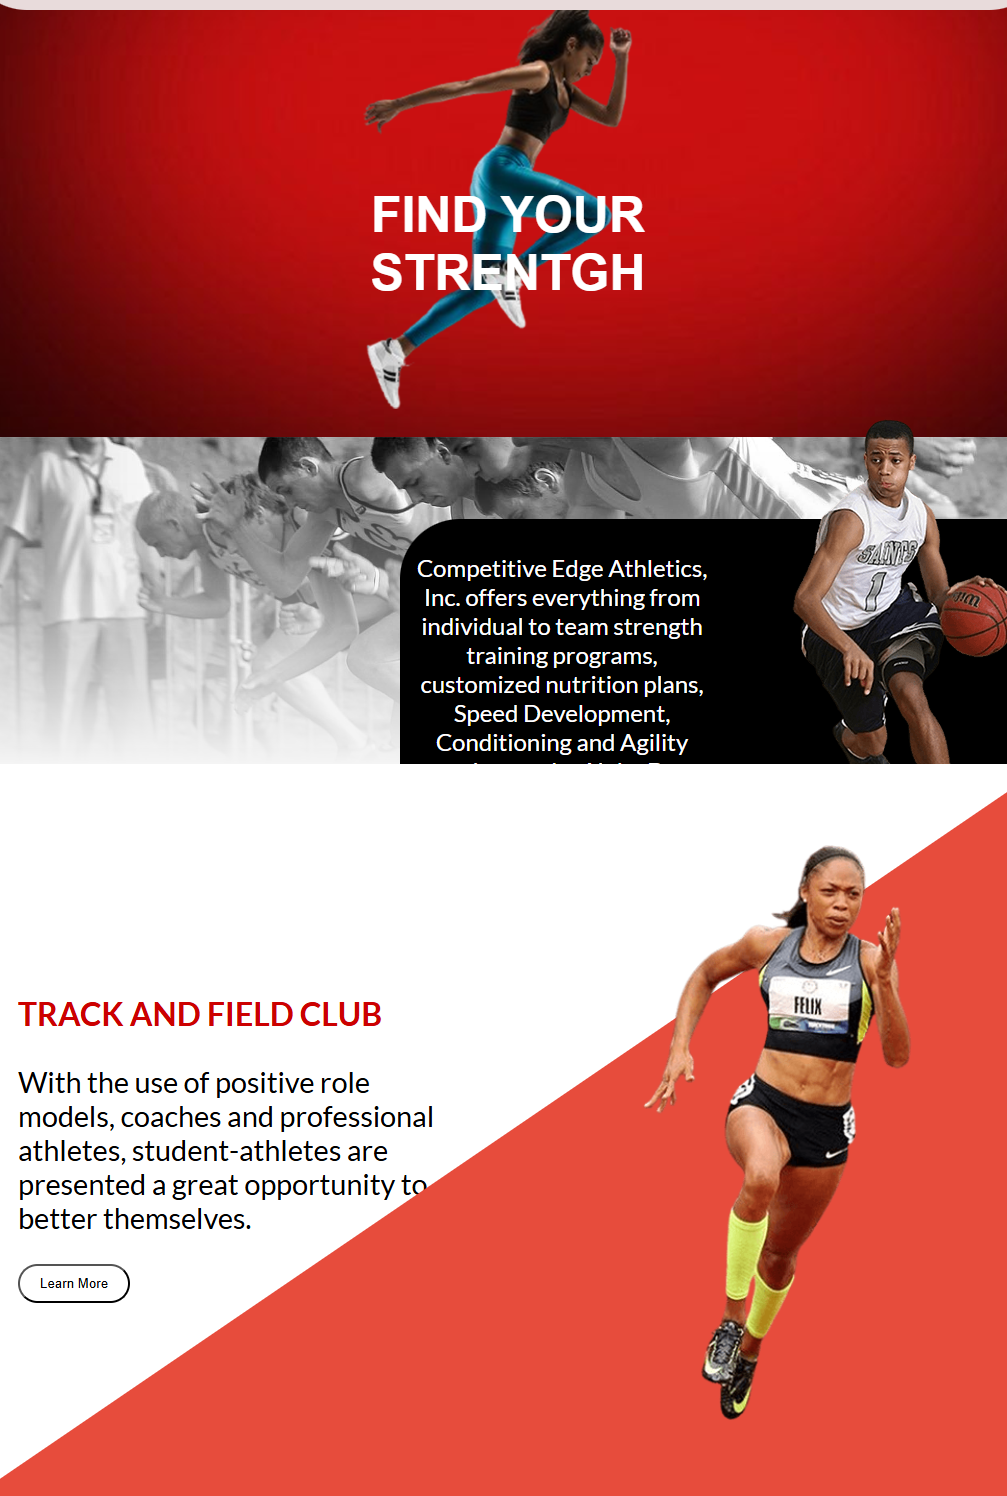 FIND YOUR
STRENTGH
SAINTS
1
Competitive Edge Athletics,
Inc. offers everything from
individual to team strength
training programs,
customized nutrition plans,
Speed Development,
Conditioning and Agility
FELIX
TRACK AND FIELD CLUB
With the use of positive role
models, coaches and professional
athletes, student-athletes are
presented a great opportunity to
better themselves.
Learn More